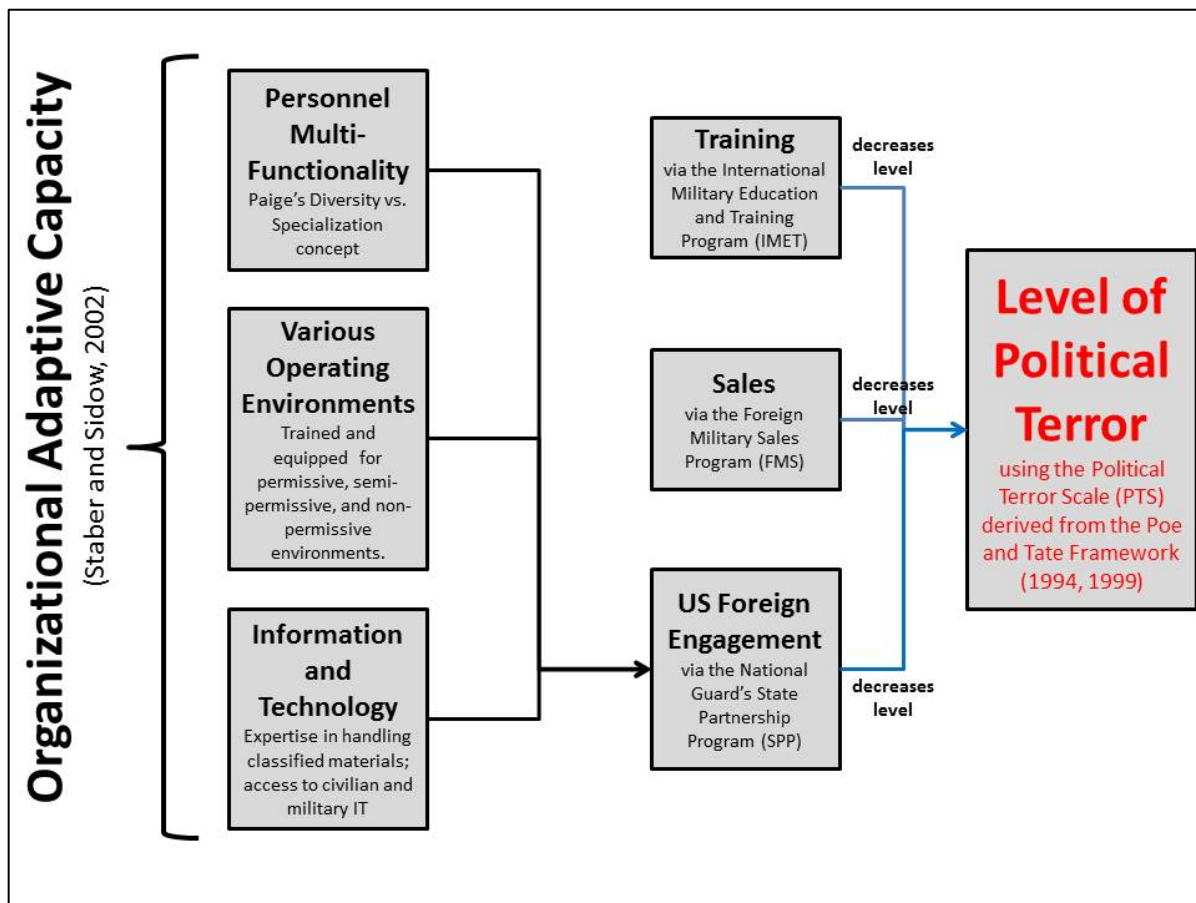 Organizational Adaptive Capacity
(Staber and Sidow, 2002)
Personnel
Multi-
Functionality
Paige's Diversity vs.
Specialization
concept
Various
Operating
Environments
Trained and
equipped for
permissive, semi-
permissive, and non-
permissive
environments.
Information
and
Technology
Expertise in handling
classified materials;
access to civilian and
military IT
Training
via the International
Military Education
and Training
Program (IMET)
decreases
level
Sales
via the Foreign
Military Sales
Program (FMS)
decreases
level
US Foreign
Engagement
via the National
Guard's State
Partnership
Program (SPP)
decreases
level
Level of
Political
Terror
using the Political
Terror Scale (PTS)
derived from the Poe
and Tate Framework
(1994, 1999)